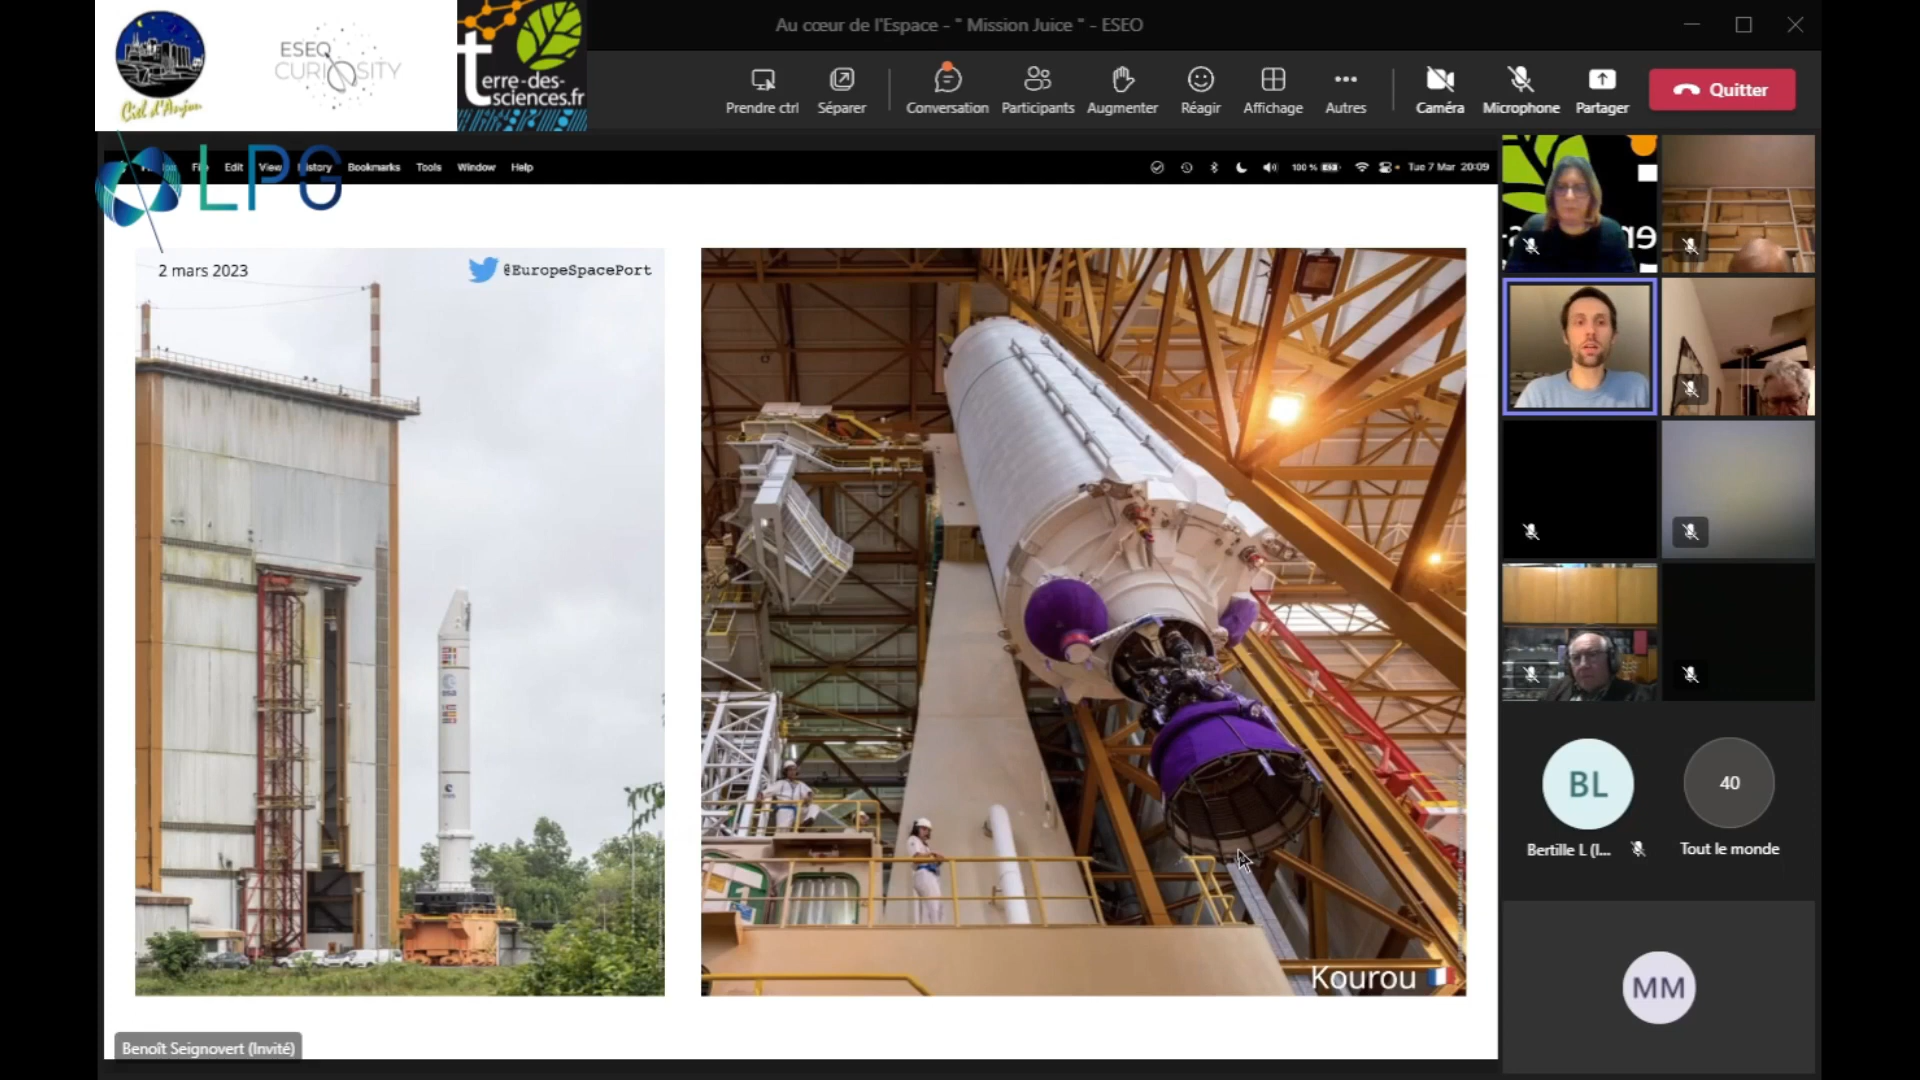 Au cœur de l'Espace - " Mission Juice " - ESEO
Ciel d'Anjou
ESEO
CURIOSITY
terre-des-
sciences.fr
Prendre ctrl
Séparer
Conversation
Participants
Augmenter
Réagir
Affichage
Autres
Caméra
Microphone
Partager
Quitter
LPG
Edit
View
History
Bookmarks
Tools
Window
Help
100 %
Tue 7 Mar 20:09
2 mars 2023
@EuropeSpacePort
esa
Kourou
BL
Bertille L (I...
40
Tout le monde
MM
Benoît Seignovert (Invité)